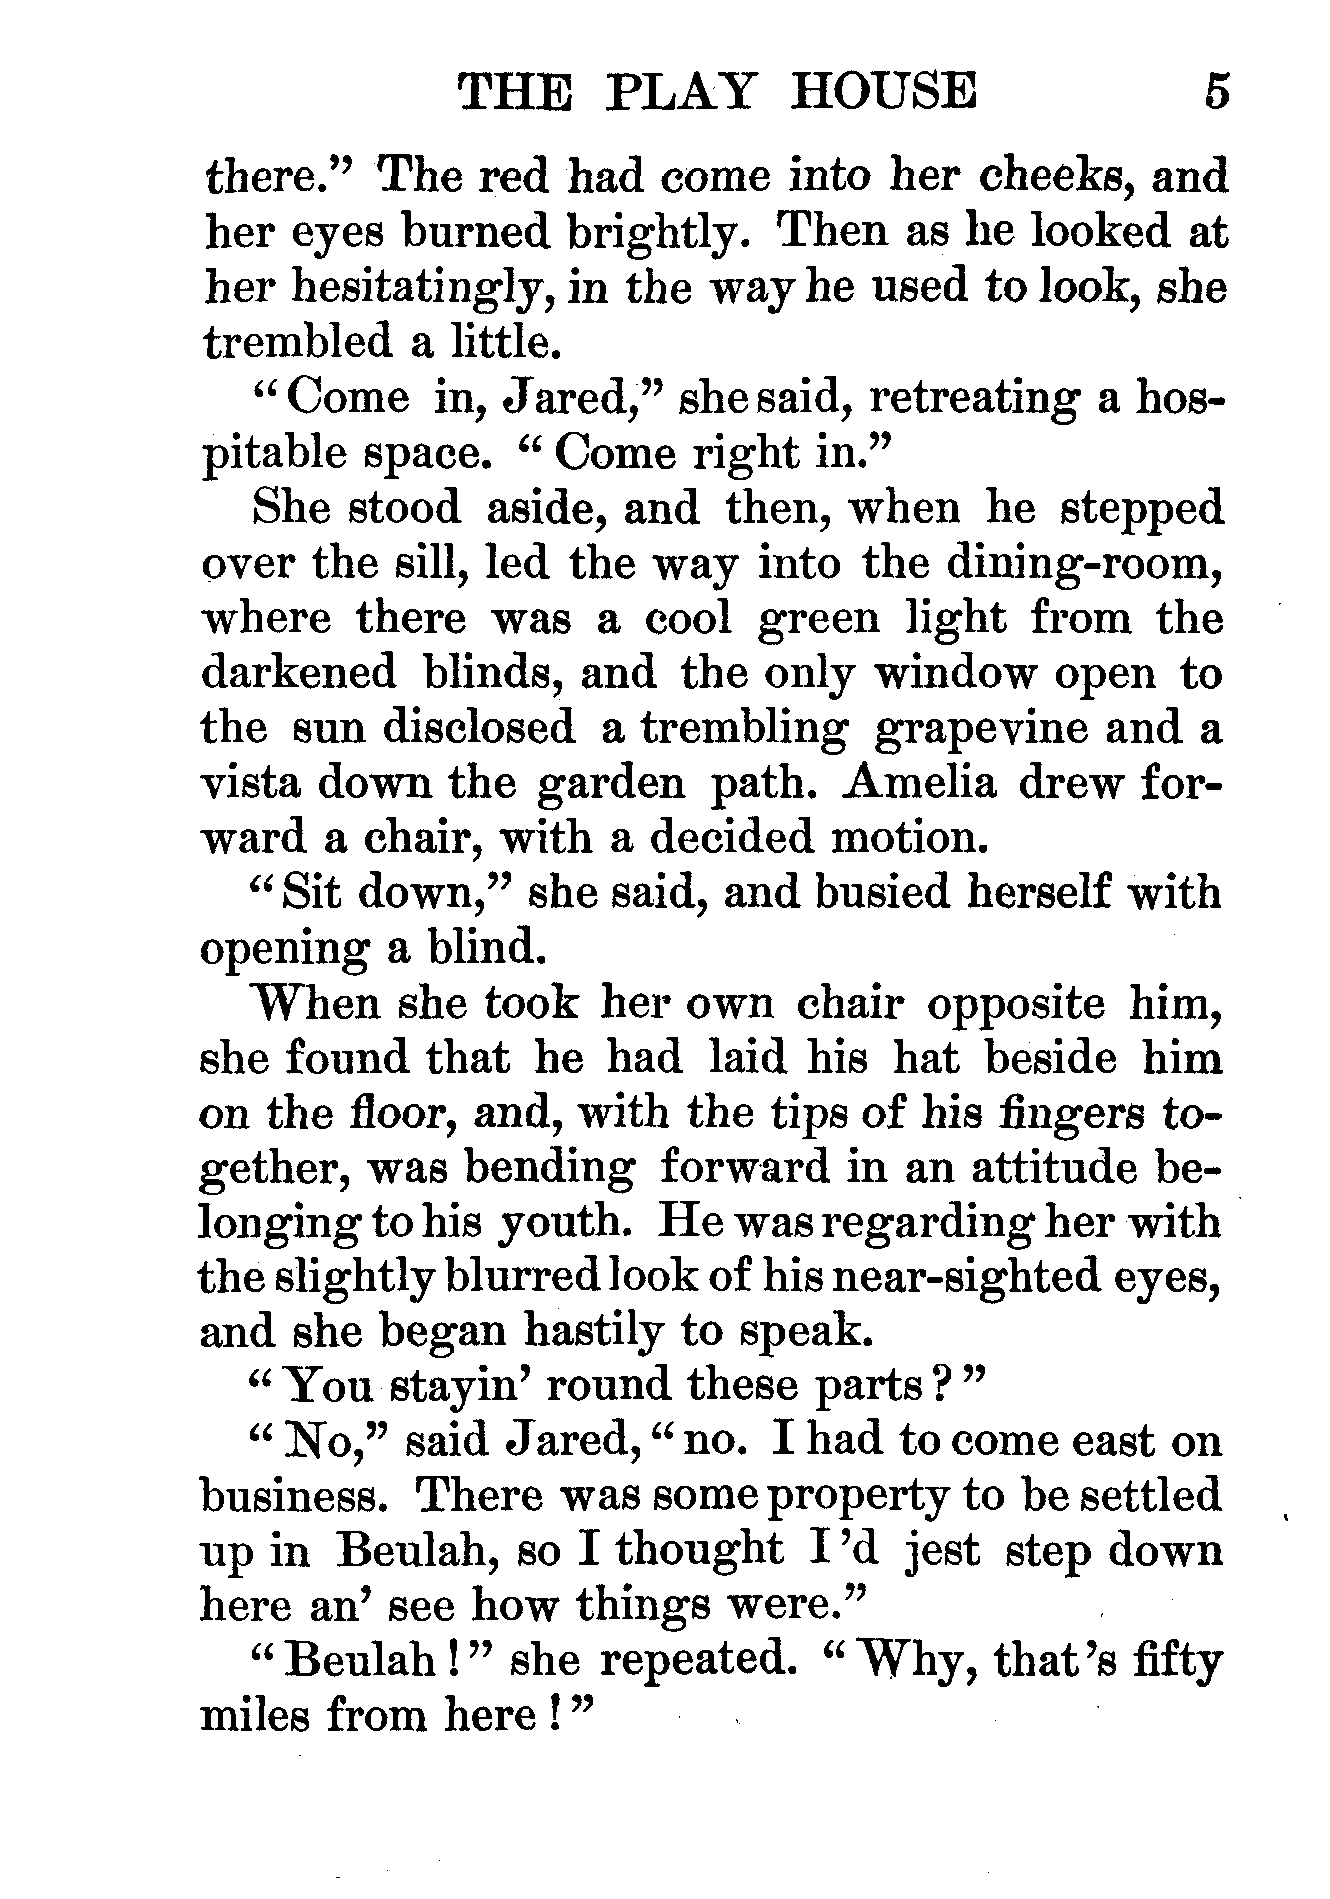 THE PLAY HOUSE 5
there.” The red had come into her cheeks, and
her eyes burned brightly. Then as he looked at
her hesitatingly, in the way he used to look, she
trembled a little.
“Come in, Jared,” she said, retreating a hos-
pitable space. “Come right in.”
She stood aside, and then, when he stepped
over the sill, led the way into the dining-room,
where there was a cool green light from the
darkened blinds, and the only window open to
the sun disclosed a trembling grapevine and a
vista down the garden path. Amelia drew for-
ward a chair, with a decided motion.
“Sit down,” she said, and busied herself with
opening a blind.
When she took her own chair opposite him,
she found that he had laid his hat beside him
on the floor, and, with the tips of his fingers to-
gether, was bending forward in an attitude be-
longing to his youth. He was regarding her with
the slightly blurred look of his near-sighted eyes,
and she began hastily to speak.
“You stayin’ round these parts?”
“No,” said Jared, “no. I had to come east on
business. There was some property to be settled
up in Beulah, so I thought I ’d jest step down
here an’ see how things were.”
“Beulah!” she repeated. “Why, that’s fifty
miles from here!”